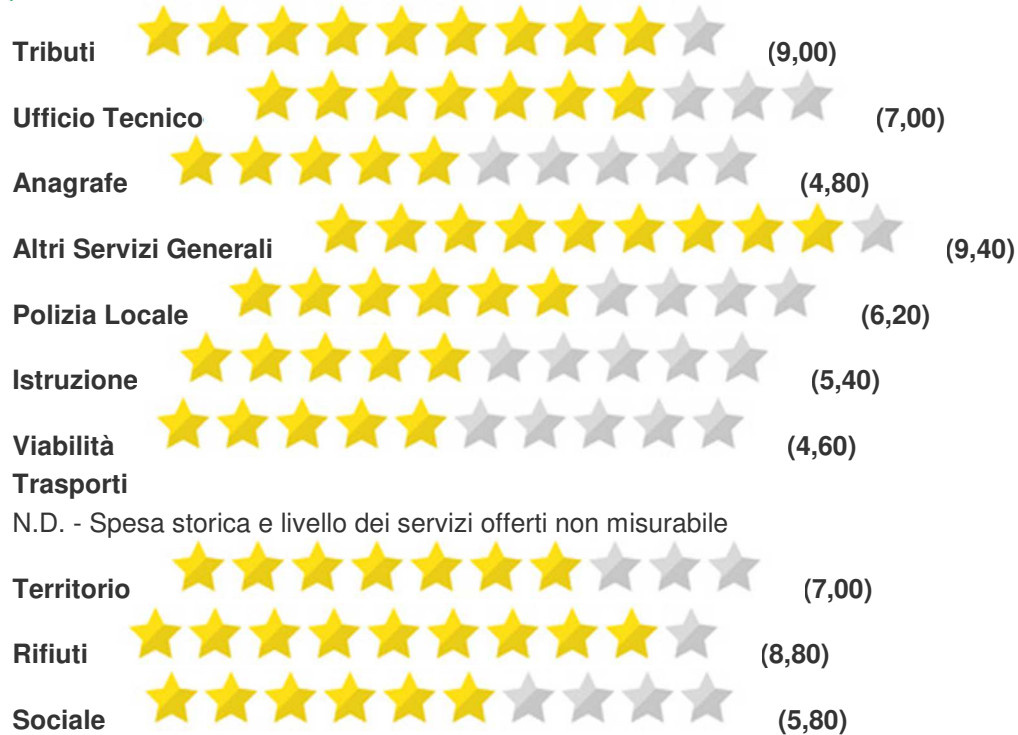 Tributi (9,00)
Ufficio Tecnico (7,00)
Anagrafe (4,80)
Altri Servizi Generali (9,40)
Polizia Locale (6,20)
Istruzione (5,40)
Viabilità (4,60)
Trasporti
N.D. - Spesa storica e livello dei servizi offerti non misurabile
Territorio (7,00)
Rifiuti (8,80)
Sociale (5,80)